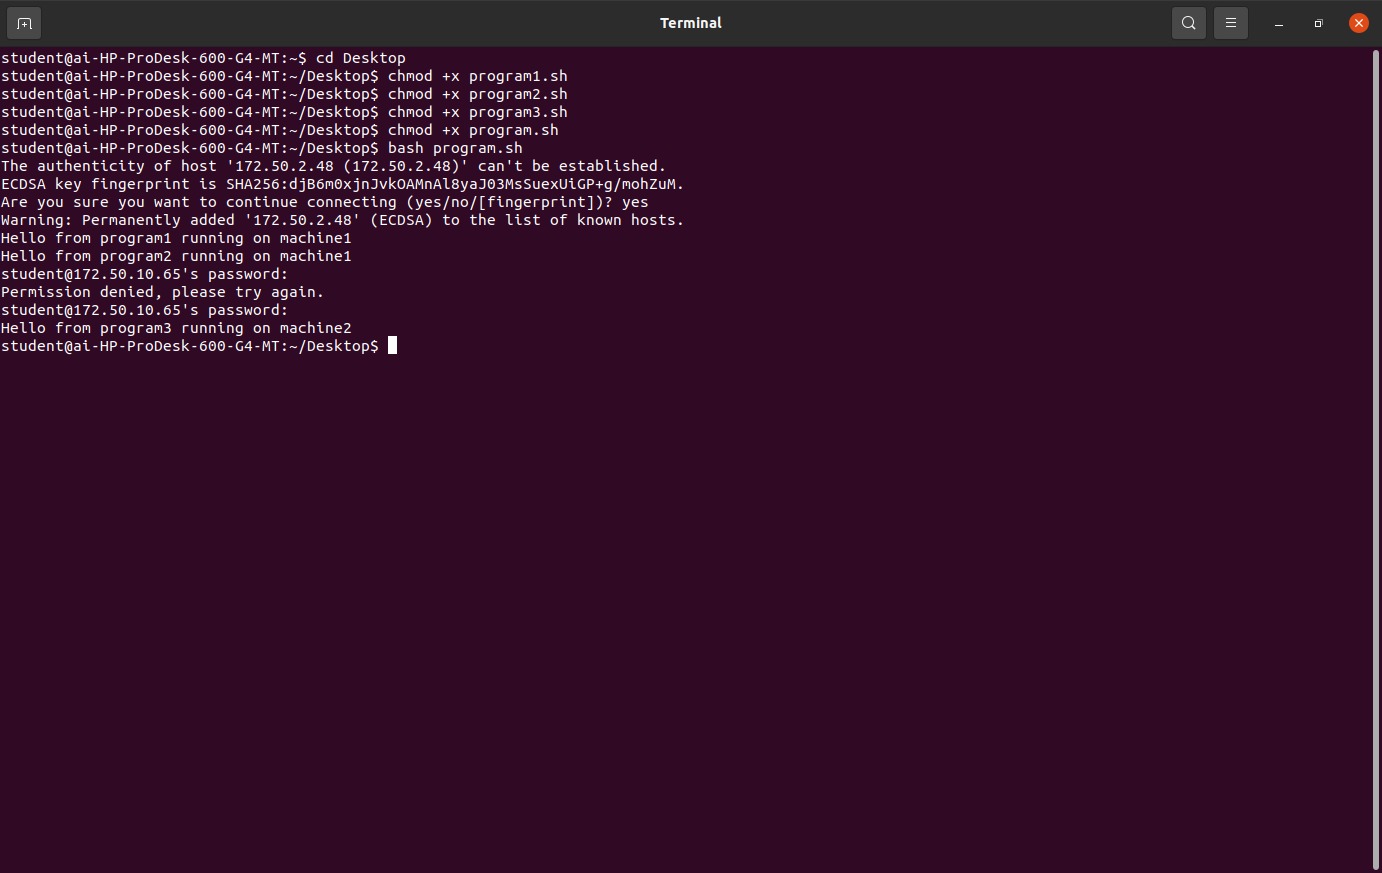 Terminal
student@ai-HP-ProDesk-600-G4-MT:~$ cd Desktop
student@ai-HP-ProDesk-600-G4-MT:~/Desktop$ chmod +x program1.sh
student@ai-HP-ProDesk-600-G4-MT:~/Desktop$ chmod +x program2.sh
student@ai-HP-ProDesk-600-G4-MT:~/Desktop$ chmod +x program3.sh
student@ai-HP-ProDesk-600-G4-MT:~/Desktop$ chmod +x program.sh
student@ai-HP-ProDesk-600-G4-MT:~/Desktop$ bash program.sh
The authenticity of host '172.50.2.48 (172.50.2.48)' can't be established.
ECDSA key fingerprint is SHA256:djB6m0xjnJvkOAMnAl8yaJ03MsSuexUiGP+g/mohZuM.
Are you sure you want to continue connecting (yes/no/[fingerprint])? yes
Warning: Permanently added '172.50.2.48' (ECDSA) to the list of known hosts.
Hello from program1 running on machine1
Hello from program2 running on machine1
student@172.50.10.65's password:
Permission denied, please try again.
student@172.50.10.65's password:
Hello from program3 running on machine2
student@ai-HP-ProDesk-600-G4-MT:~/Desktop$